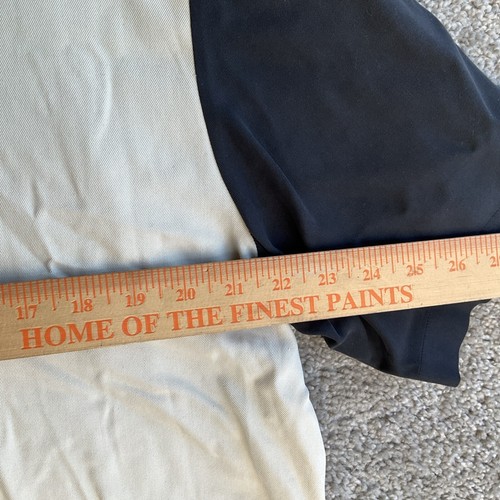 17 18 19 20 21 22 23 24 25 26
HOME OF THE FINEST PAINTS